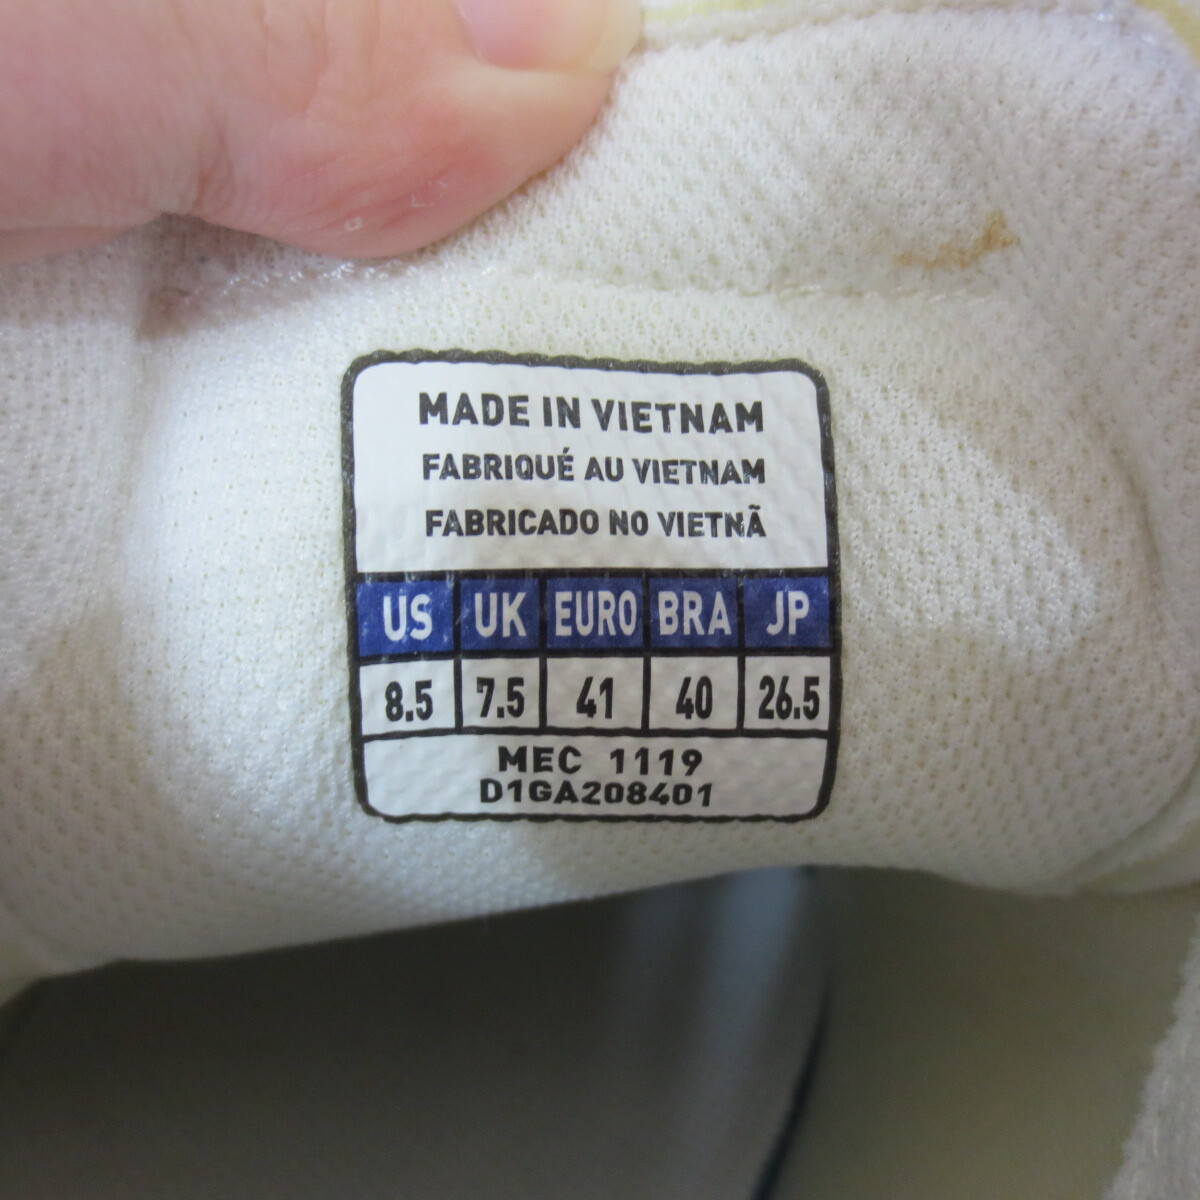 MADE IN VIETNAM
FABRIQUÉ AU VIETNAM
FABRICADO NO VIETNÃ
US UK EURO BRA JP
8.5 7.5 41 40 26.5
MEC 1119
D1GA208401